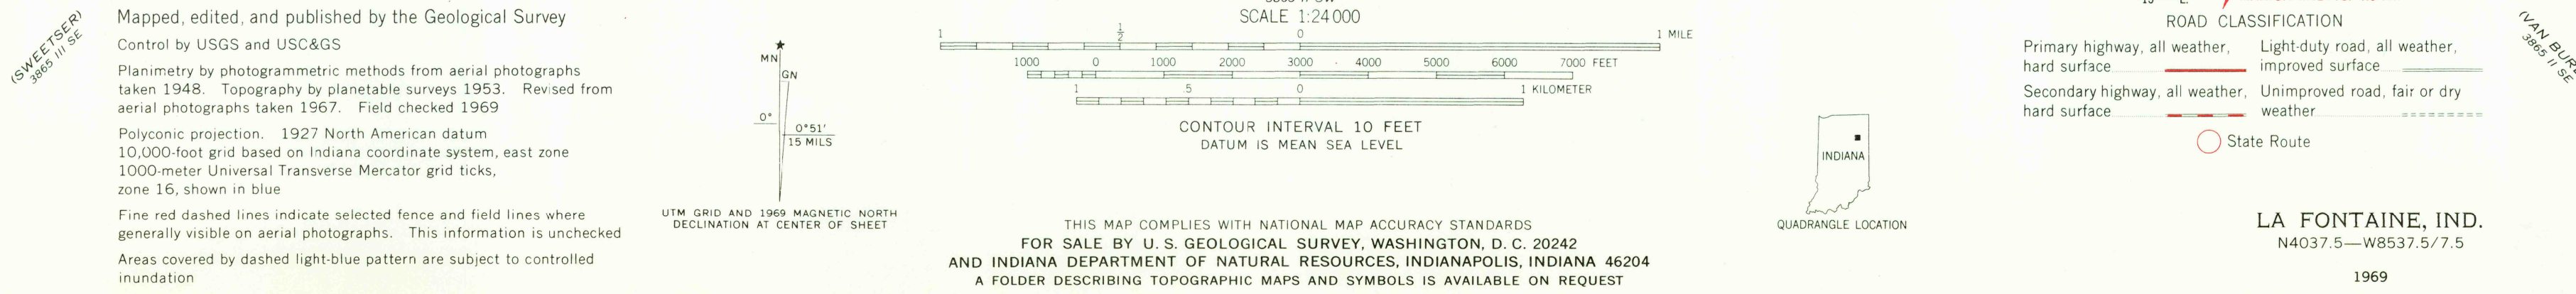 (SWEETSER)
3865 III SE
Mapped, edited, and published by the Geological Survey
Control by USGS and USC&GS
Planimetry by photogrammetric methods from aerial photographs
taken 1948. Topography by planetable surveys 1953. Revised from
aerial photographs taken 1967. Field checked 1969
Polyconic projection. 1927 North American datum
10,000-foot grid based on Indiana coordinate system, east zone
1000-meter Universal Transverse Mercator grid ticks,
zone 16, shown in blue
Fine red dashed lines indicate selected fence and field lines where
generally visible on aerial photographs. This information is unchecked
Areas covered by dashed light-blue pattern are subject to controlled
inundation
MN
GN
0°
0°51′
15 MILS
UTM GRID AND 1969 MAGNETIC NORTH
DECLINATION AT CENTER OF SHEET
SCALE 1:24 000
1 ½ 0 1 MILE
1000 0 1000 2000 3000 4000 5000 6000 7000 FEET
1 .5 0 1 KILOMETER
CONTOUR INTERVAL 10 FEET
DATUM IS MEAN SEA LEVEL
THIS MAP COMPLIES WITH NATIONAL MAP ACCURACY STANDARDS
FOR SALE BY U. S. GEOLOGICAL SURVEY, WASHINGTON, D. C. 20242
AND INDIANA DEPARTMENT OF NATURAL RESOURCES, INDIANAPOLIS, INDIANA 46204
A FOLDER DESCRIBING TOPOGRAPHIC MAPS AND SYMBOLS IS AVAILABLE ON REQUEST
INDIANA
QUADRANGLE LOCATION
ROAD CLASSIFICATION
Primary highway, all weather,
hard surface
Light-duty road, all weather,
improved surface
Secondary highway, all weather,
hard surface
Unimproved road, fair or dry
weather
State Route
LA FONTAINE, IND.
N4037.5—W8537.5/7.5
1969
(VAN BUR
3865 II SE